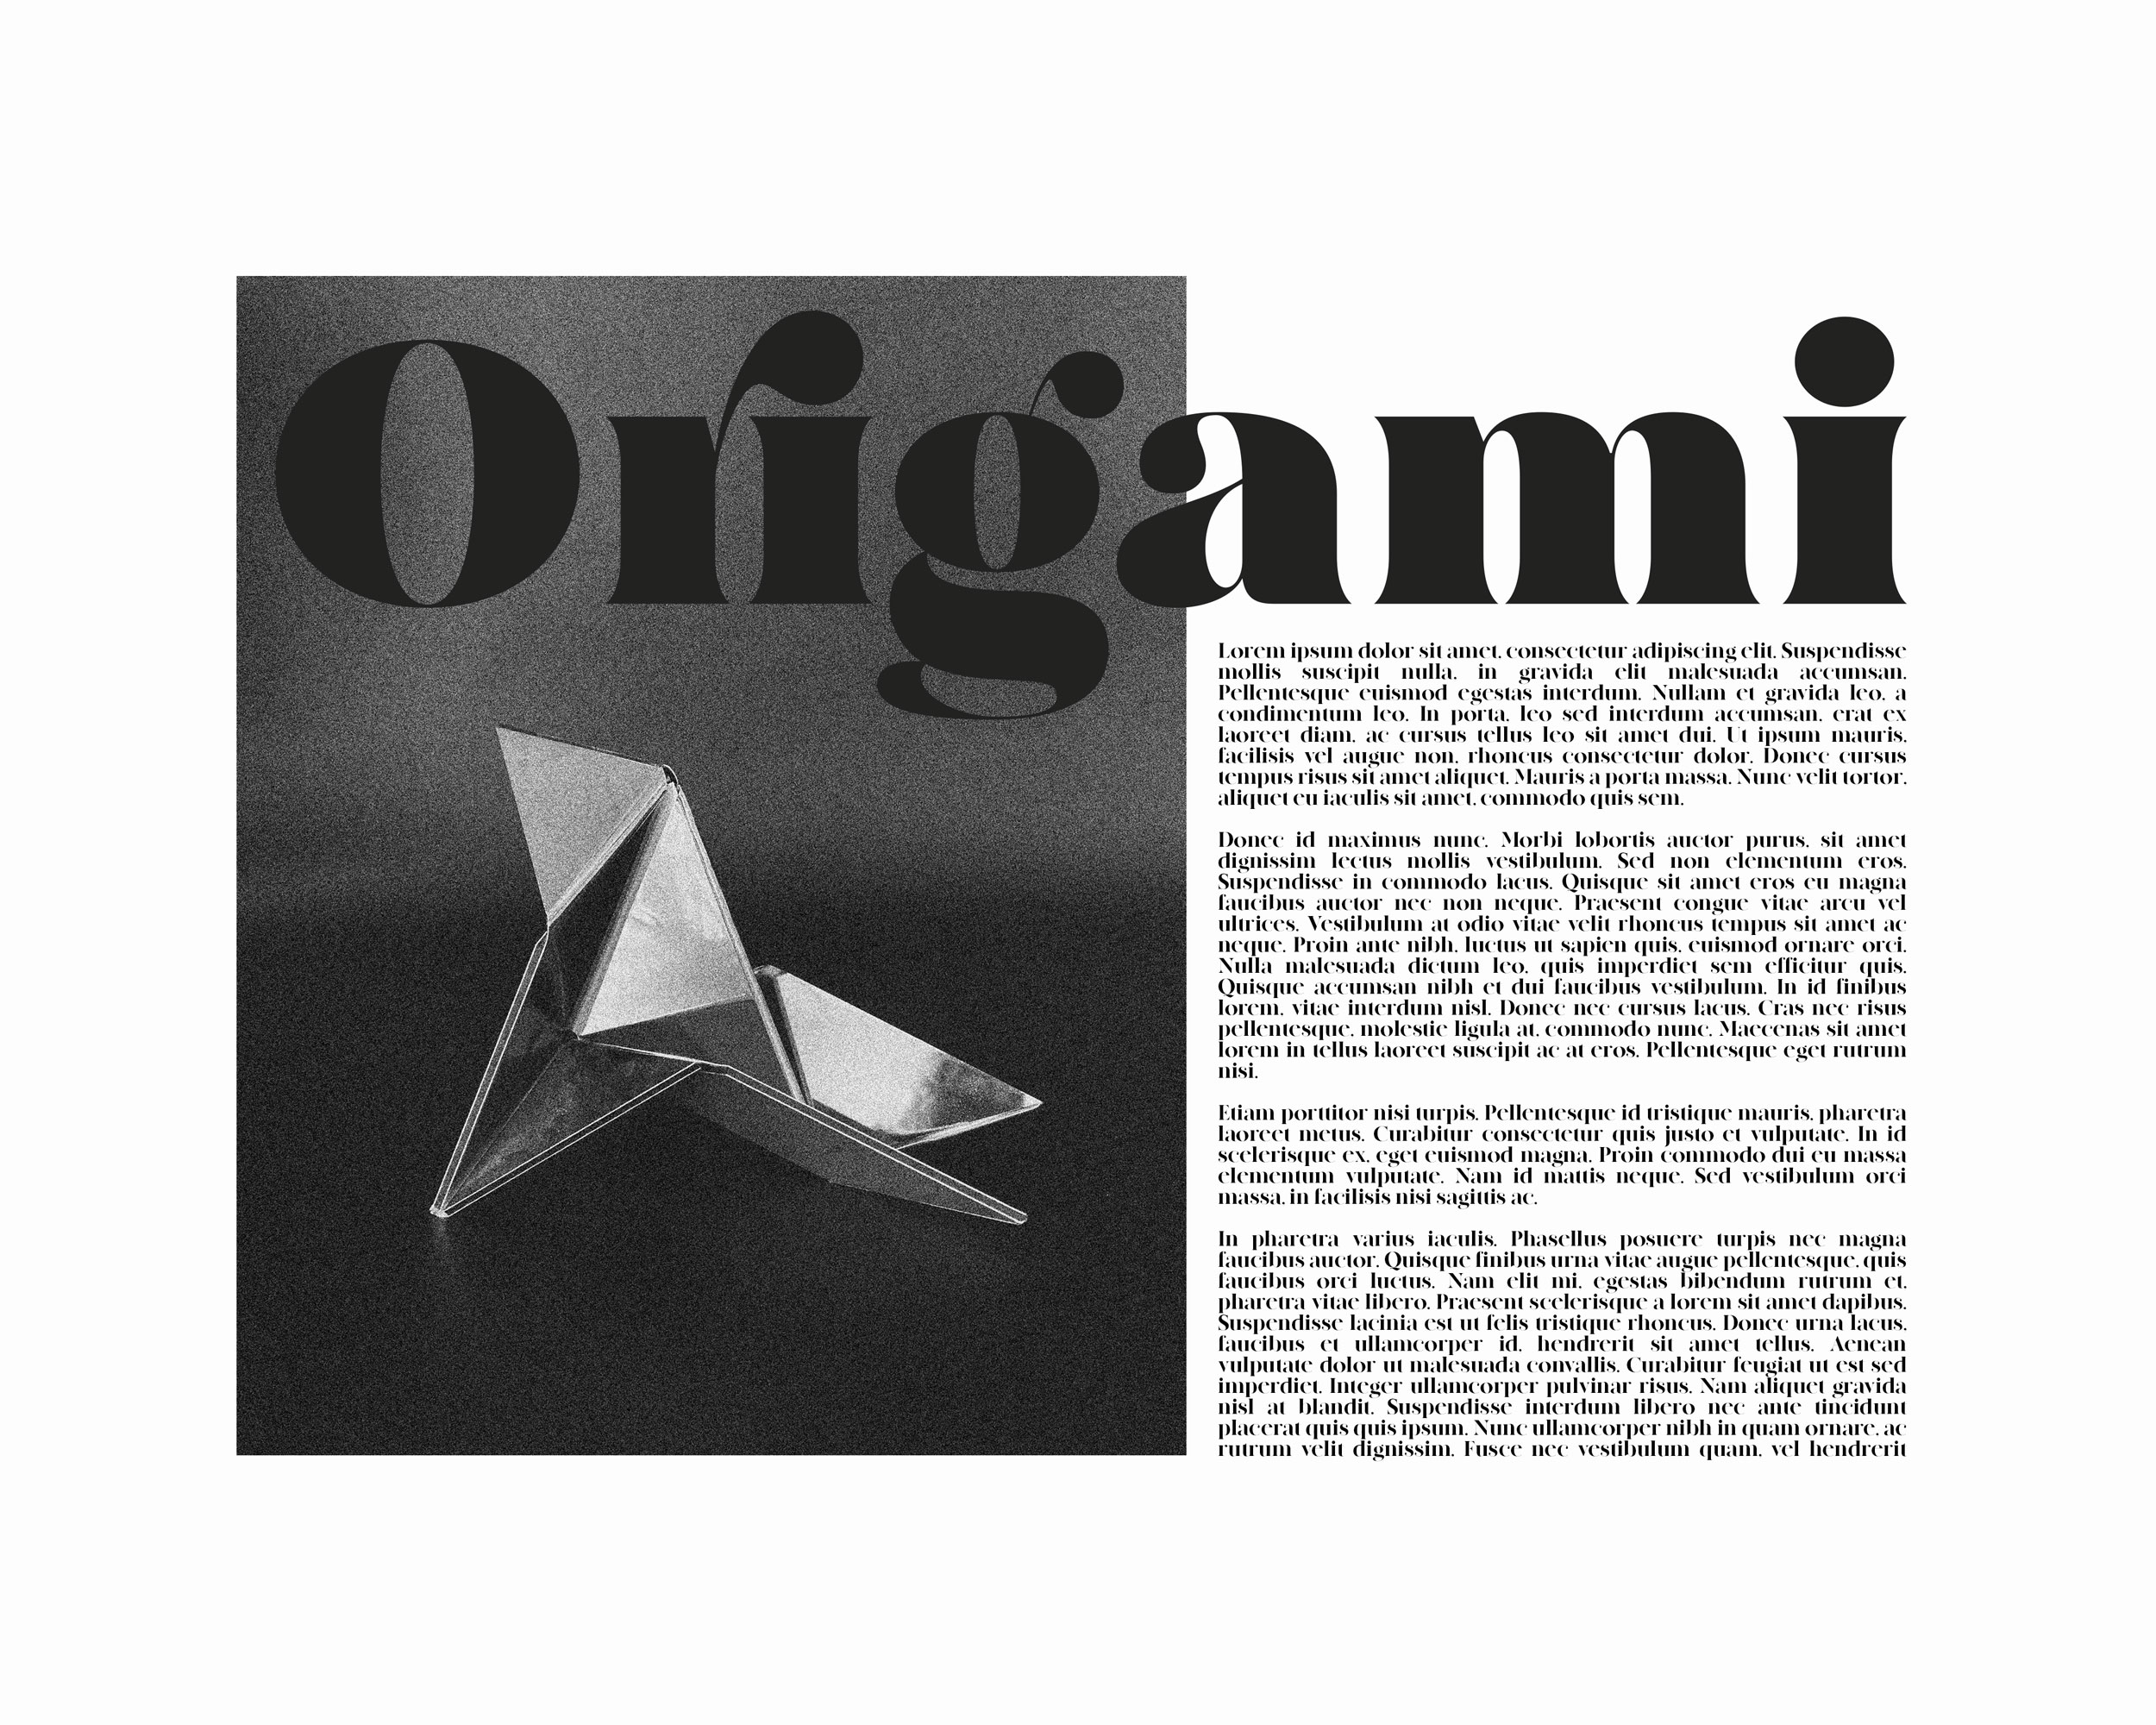 Origami
Lorem ipsum dolor sit amet, consectetur adipiscing elit. Suspendisse
mollis suscipit nulla, in gravida elit malesuada accumsan.
Pellentesque euismod egestas interdum. Nullam et gravida leo, a
condimentum leo. In porta, leo sed interdum accumsan, erat ex
laoreet diam, ac cursus tellus leo sit amet dui. Ut ipsum mauris,
facilisis vel augue non, rhoncus consectetur dolor. Donec cursus
tempus risus sit amet aliquet. Mauris a porta massa. Nunc velit tortor,
aliquet eu iaculis sit amet, commodo quis sem.
Donec id maximus nunc. Morbi lobortis auctor purus, sit amet
dignissim lectus mollis vestibulum. Sed non elementum eros.
Suspendisse in commodo lacus. Quisque sit amet eros eu magna
faucibus auctor nec non neque. Praesent congue vitae arcu vel
ultrices. Vestibulum at odio vitae velit rhoncus tempus sit amet ac
neque. Proin ante nibh, luctus ut sapien quis, euismod ornare orci.
Nulla malesuada dictum leo, quis imperdiet sem efficitur quis.
Quisque accumsan nibh et dui faucibus vestibulum. In id finibus
lorem, vitae interdum nisl. Donec nec cursus lacus. Cras nec risus
pellentesque, molestie ligula at, commodo nunc. Maecenas sit amet
lorem in tellus laoreet suscipit ac at eros. Pellentesque eget rutrum
nisi.
Etiam porttitor nisi turpis. Pellentesque id tristique mauris, pharetra
laoreet metus. Curabitur consectetur quis justo et vulputate. In id
scelerisque ex, eget euismod magna. Proin commodo dui eu massa
elementum vulputate. Nam id mattis neque. Sed vestibulum orci
massa, in facilisis nisi sagittis ac.
In pharetra varius iaculis. Phasellus posuere turpis nec magna
faucibus auctor. Quisque finibus urna vitae augue pellentesque, quis
faucibus orci luctus. Nam elit mi, egestas bibendum rutrum et,
pharetra vitae libero. Praesent scelerisque a lorem sit amet dapibus.
Suspendisse lacinia est ut felis tristique rhoncus. Donec urna lacus,
faucibus et ullamcorper id, hendrerit sit amet tellus. Aenean
vulputate dolor ut malesuada convallis. Curabitur feugiat ut est sed
imperdiet. Integer ullamcorper pulvinar risus. Nam aliquet gravida
nisl at blandit. Suspendisse interdum libero nec ante tincidunt
placerat quis quis ipsum. Nunc ullamcorper nibh in quam ornare, ac
rutrum velit dignissim. Fusce nec vestibulum quam, vel hendrerit